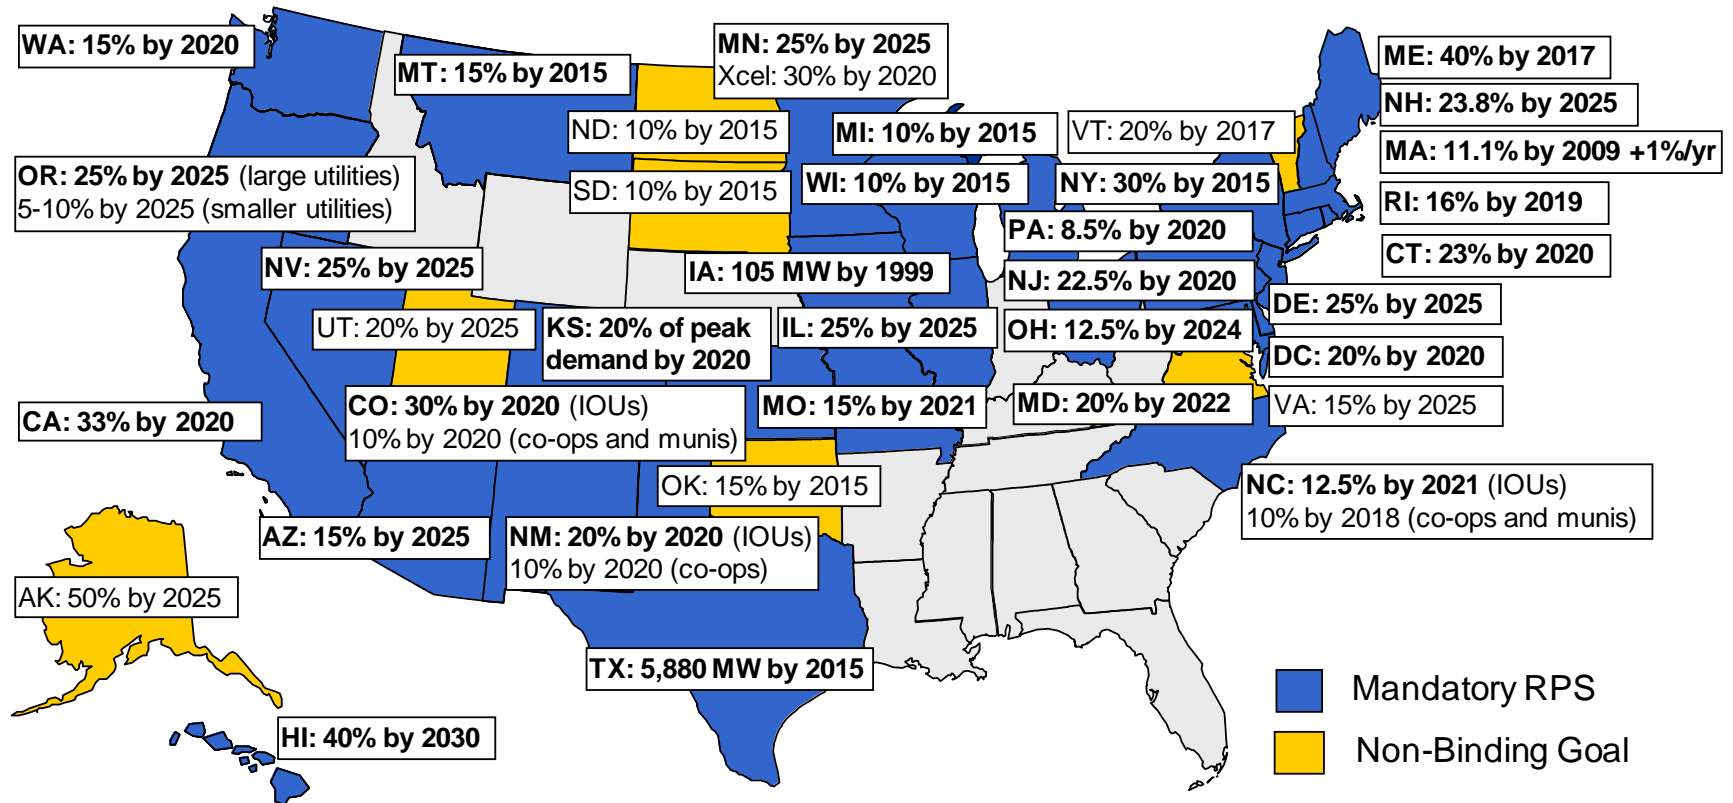 WA: 15% by 2020
MT: 15% by 2015
MN: 25% by 2025
Xcel: 30% by 2020
ME: 40% by 2017
NH: 23.8% by 2025
ND: 10% by 2015
MI: 10% by 2015
VT: 20% by 2017
MA: 11.1% by 2009 +1%/yr
OR: 25% by 2025 (large utilities)
5-10% by 2025 (smaller utilities)
SD: 10% by 2015
WI: 10% by 2015
NY: 30% by 2015
RI: 16% by 2019
PA: 8.5% by 2020
CT: 23% by 2020
NV: 25% by 2025
IA: 105 MW by 1999
NJ: 22.5% by 2020
DE: 25% by 2025
UT: 20% by 2025
KS: 20% of peak
demand by 2020
IL: 25% by 2025
OH: 12.5% by 2024
DC: 20% by 2020
CA: 33% by 2020
CO: 30% by 2020 (IOUs)
10% by 2020 (co-ops and munis)
MO: 15% by 2021
MD: 20% by 2022
VA: 15% by 2025
OK: 15% by 2015
NC: 12.5% by 2021 (IOUs)
10% by 2018 (co-ops and munis)
AZ: 15% by 2025
NM: 20% by 2020 (IOUs)
10% by 2020 (co-ops)
AK: 50% by 2025
TX: 5,880 MW by 2015
HI: 40% by 2030
Mandatory RPS
Non-Binding Goal